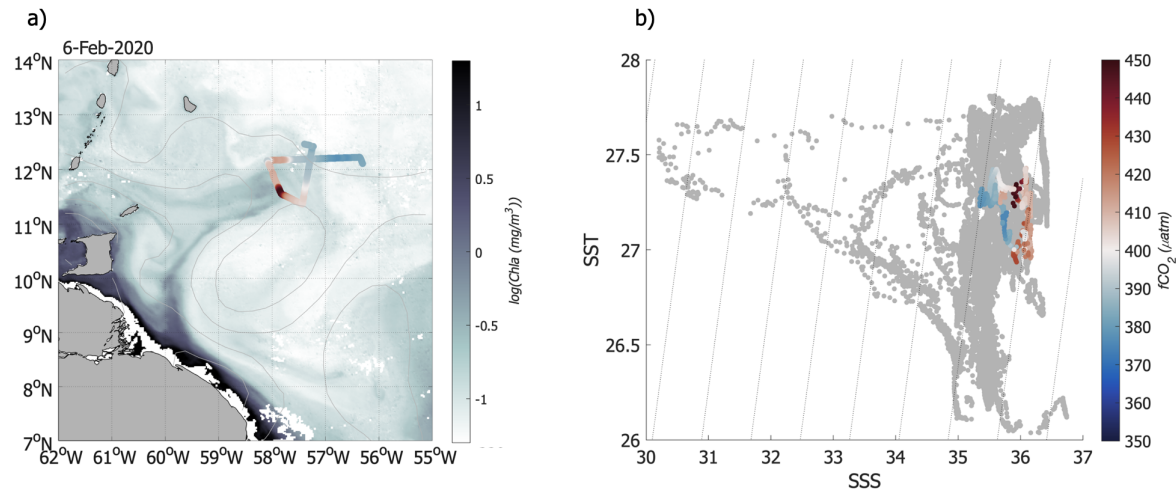 a)
6-Feb-2020
14°N
13°N
12°N
11°N
10°N
9°N
8°N
7°N
62°W 61°W 60°W 59°W 58°W 57°W 56°W 55°W
1
0.5
0
-0.5
-1
log(Chla (mg/m³))
b)
28
27.5
27
26.5
26
SST
30 31 32 33 34 35 36 37
SSS
450
440
430
420
410
400
390
380
370
360
350
fCO₂ (μatm)